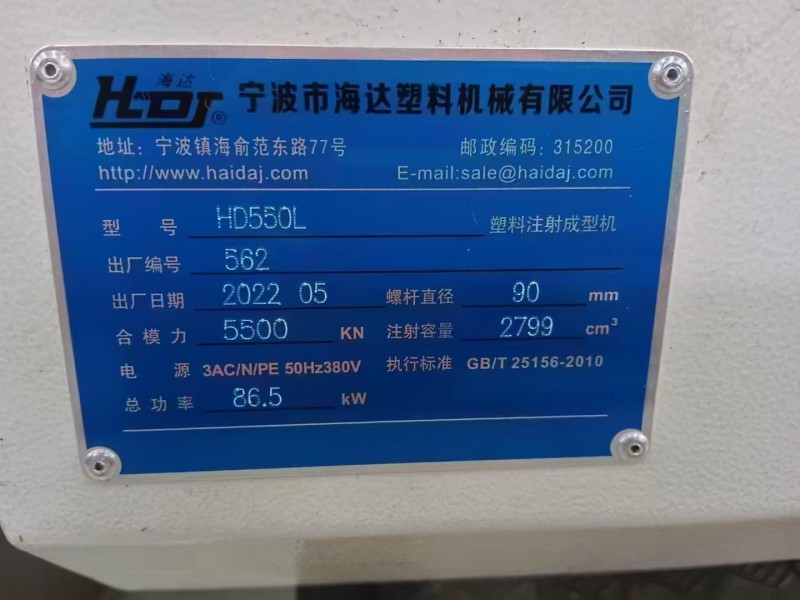 海达
HDJ® 宁波市海达塑料机械有限公司
地址: 宁波镇海俞范东路77号 邮政编码: 315200
http://www.haidaj.com E-mail:sale@haidaj.com
型 号 HD550L 塑料注射成型机
出厂编号 562
出厂日期 2022 05 螺杆直径 90 mm
合模力 5500 KN 注射容量 2799 cm³
电 源 3AC/N/PE 50Hz380V 执行标准 GB/T 25156-2010
总功率 86.5 kW